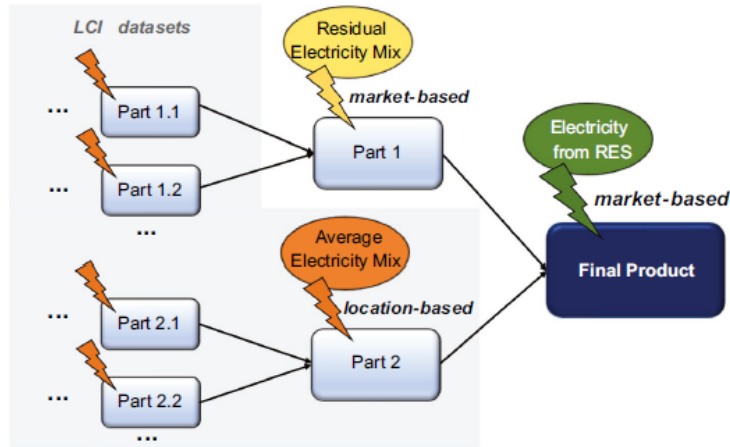 LCI datasets
Residual
Electricity Mix
market-based
... Part 1.1
Part 1
... Part 1.2
...
Electricity
from RES
market-based
Final Product
Average
Electricity Mix
location-based
... Part 2.1
Part 2
... Part 2.2
...